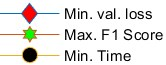 Min. val. loss
Max. F1 Score
Min. Time